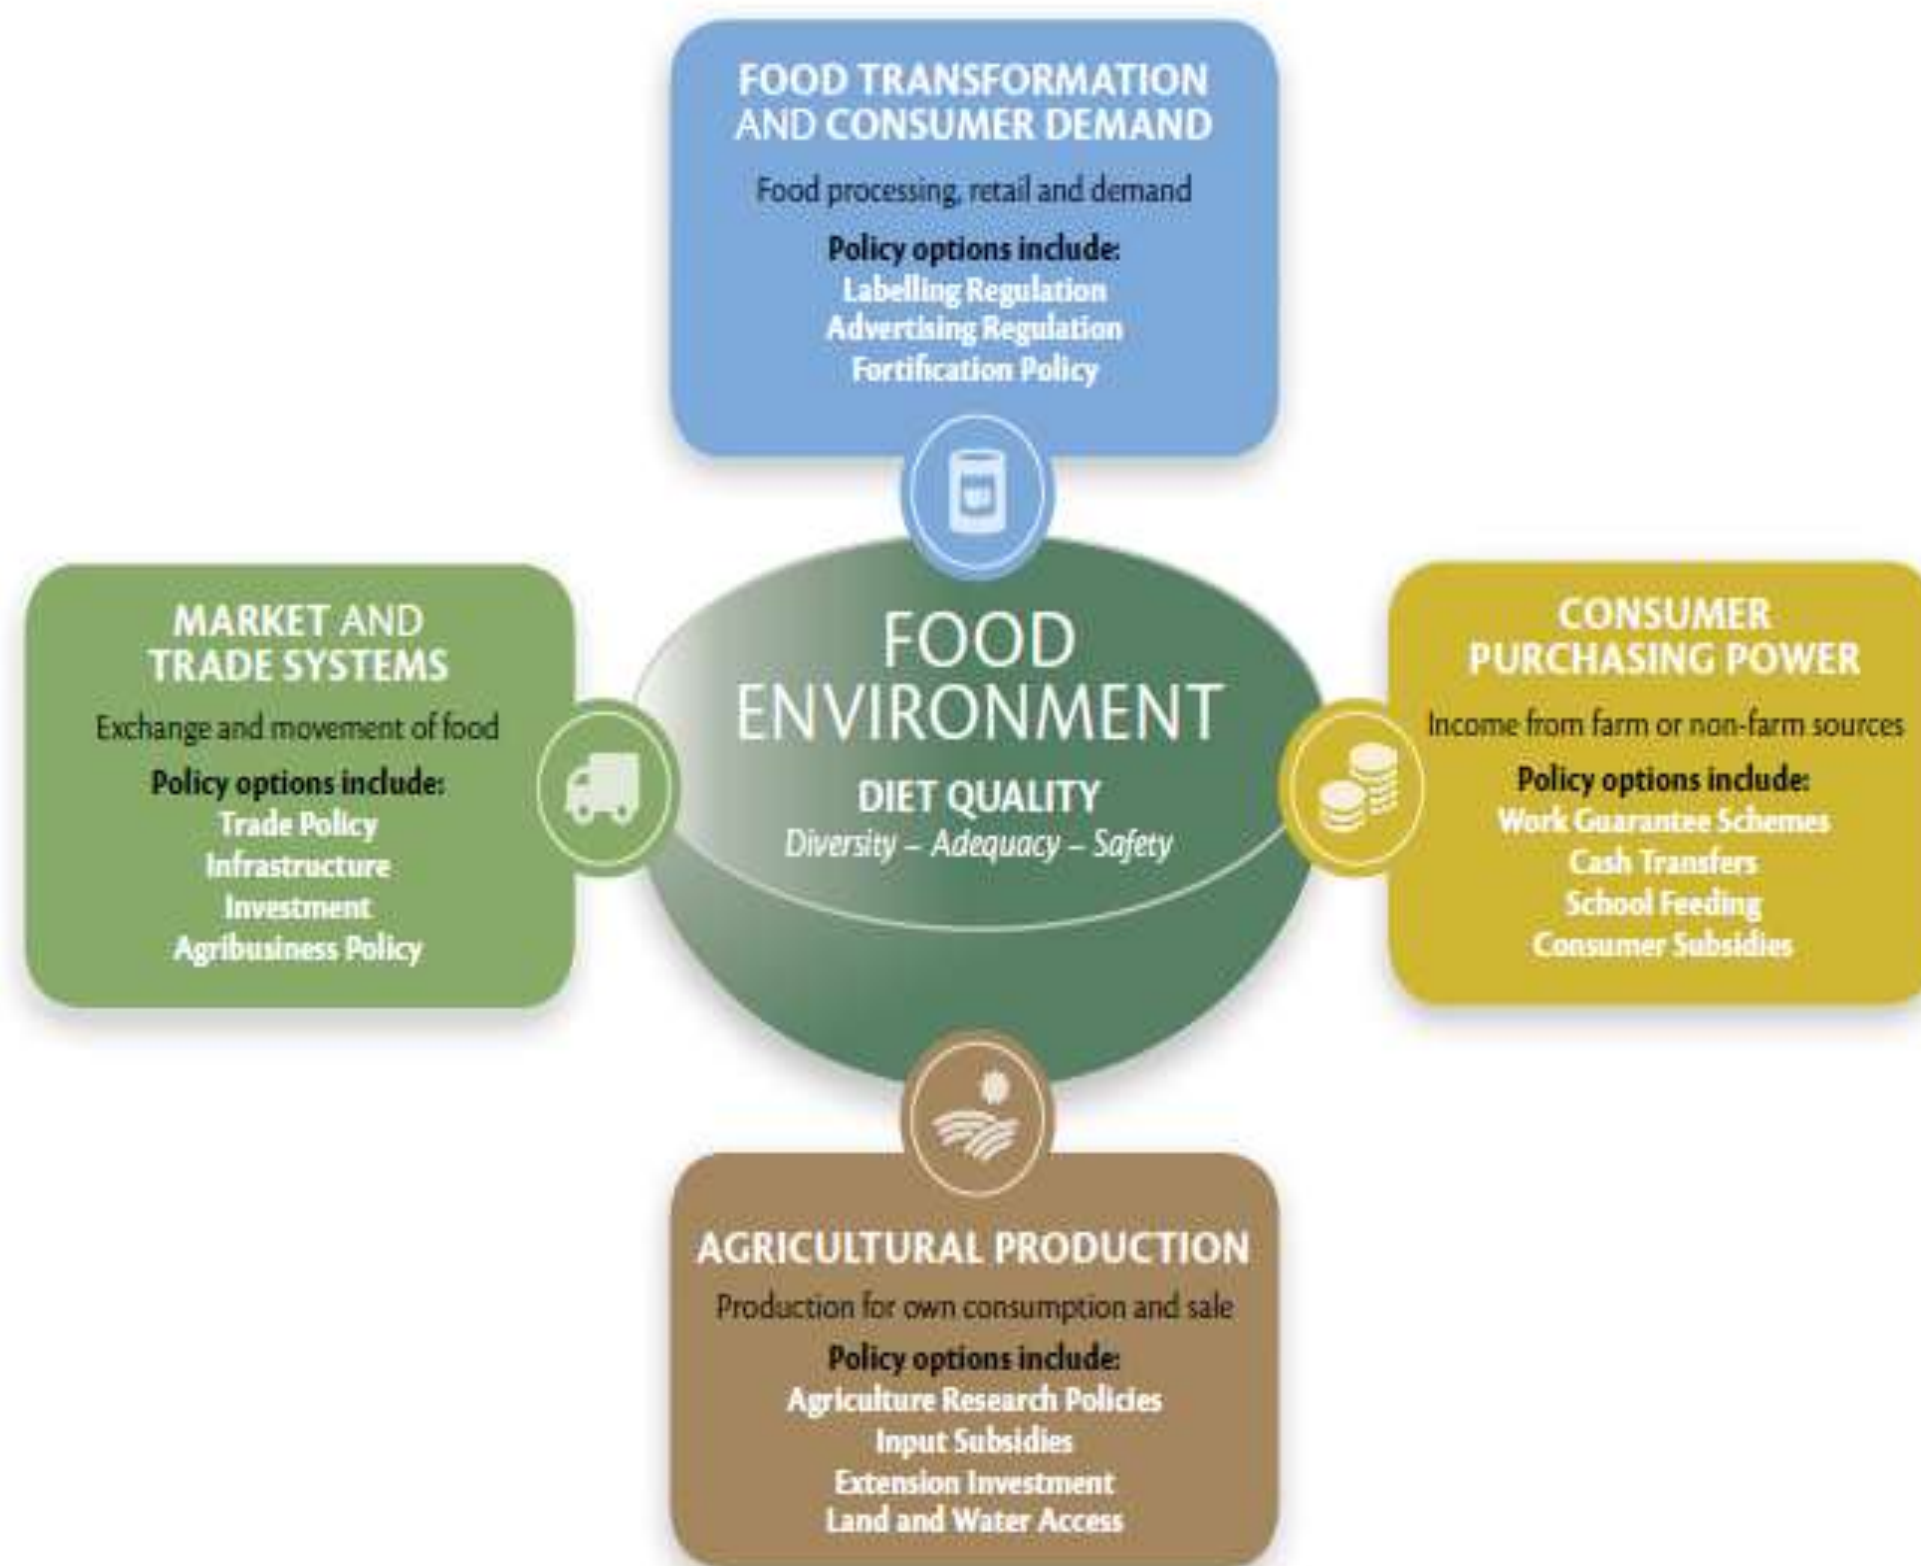 FOOD TRANSFORMATION
AND CONSUMER DEMAND
Food processing, retail and demand
Policy options include:
Labelling Regulation
Advertising Regulation
Fortification Policy
MARKET AND
TRADE SYSTEMS
Exchange and movement of food
Policy options include:
Trade Policy
Infrastructure
Investment
Agribusiness Policy
FOOD
ENVIRONMENT
DIET QUALITY
Diversity – Adequacy – Safety
CONSUMER
PURCHASING POWER
Income from farm or non-farm sources
Policy options include:
Work Guarantee Schemes
Cash Transfers
School Feeding
Consumer Subsidies
AGRICULTURAL PRODUCTION
Production for own consumption and sale
Policy options include:
Agriculture Research Policies
Input Subsidies
Extension Investment
Land and Water Access